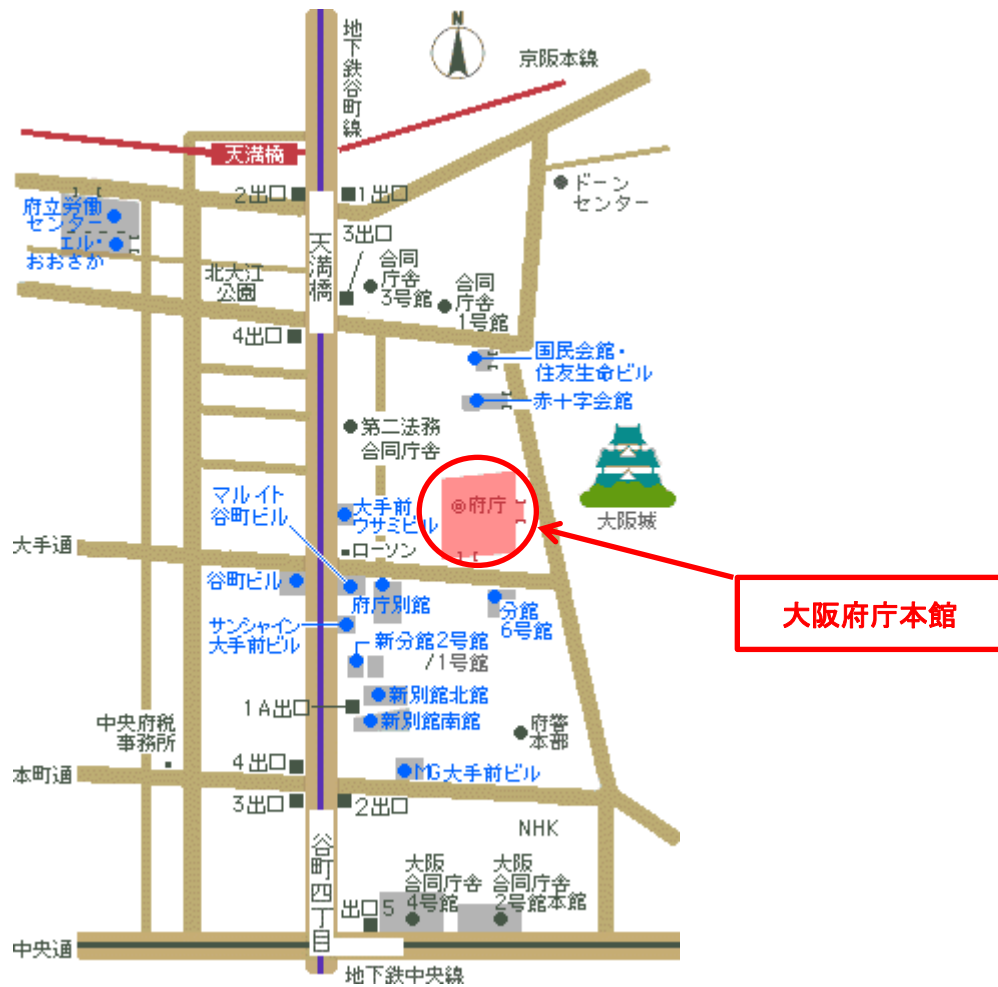 N
地下鉄谷町線
京阪本線
天満橋
2出口
1出口
ドーン
センター
府立労働
センター
エル・
おおさか
3出口
天満橋
合同
庁舎
3号館
合同
庁舎
1号館
北大江
公園
4出口
国民会館・
住友生命ビル
赤十字会館
第二法務
合同庁舎
マルイト
谷町ビル
大手前
ウサミビル
◎府庁
大阪城
大手通
ローソン
谷町ビル
府庁別館
分館
6号館
大阪府庁本館
サンシャイン
大手前ビル
新分館2号館
/1号館
新別館北館
1A出口
新別館南館
中央府税
事務所
府警
本部
4出口
本町通
MG大手前ビル
3出口
2出口
NHK
谷町四丁目
大阪
合同庁舎
4号館
大阪
合同庁舎
2号館本館
出口5
中央通
地下鉄中央線